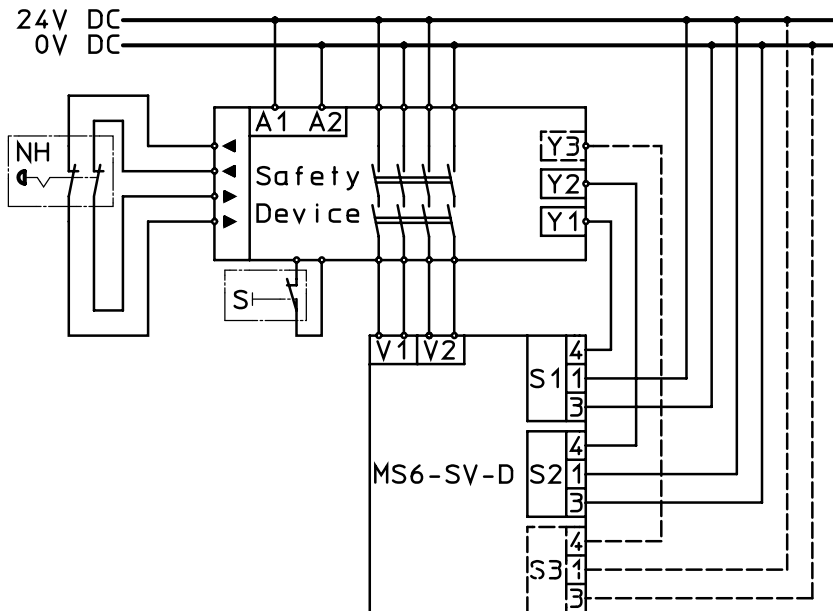 24V DC
0V DC
A1 A2
NH
Y3
Safety
Y2
Device
Y1
S
V1 V2
4
S1 1
3
4
MS6-SV-D S2 1
3
4
S3 1
3